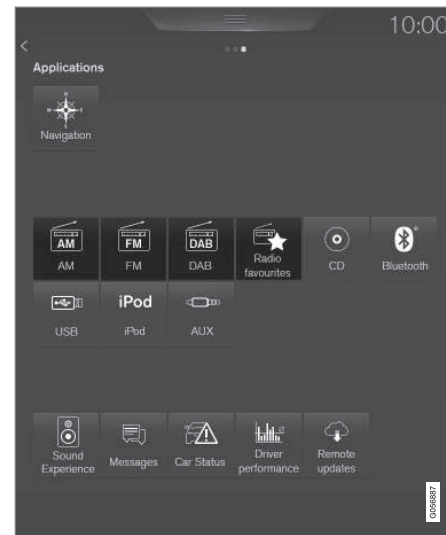 10:00
Applications
W E S
Navigation
AM FM DAB
AM FM DAB Radio favourites CD Bluetooth
iPod
USB iPod AUX
Sound Experience Messages Car Status Driver performance Remote updates
G056887